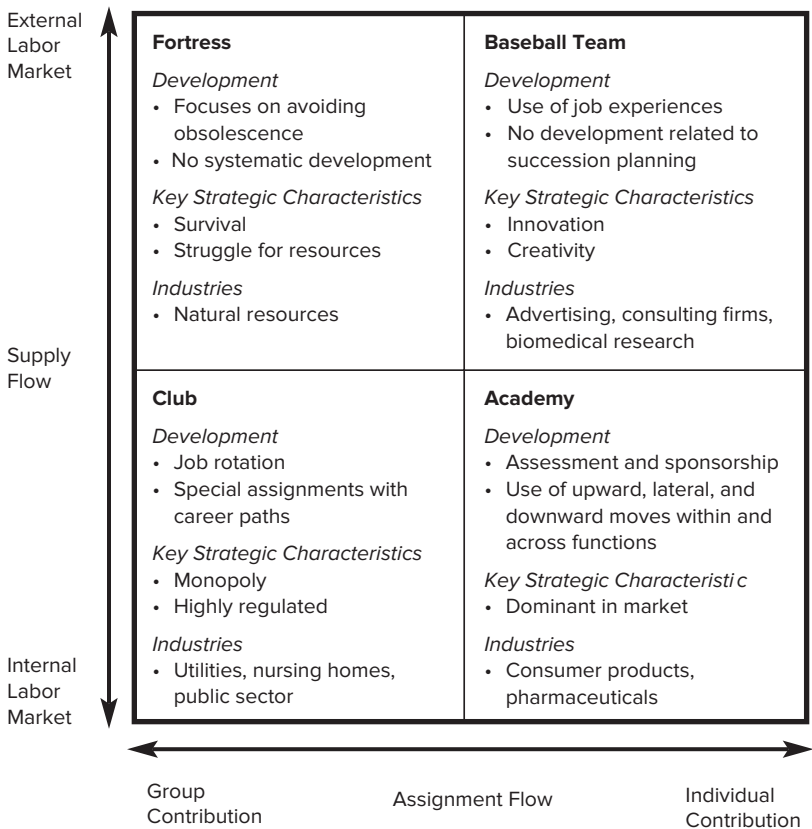 External
Labor
Market
Fortress
Development
• Focuses on avoiding
obsolescence
• No systematic development
Key Strategic Characteristics
• Survival
• Struggle for resources
Industries
• Natural resources
Baseball Team
Development
• Use of job experiences
• No development related to
succession planning
Key Strategic Characteristics
• Innovation
• Creativity
Industries
• Advertising, consulting firms,
biomedical research
Supply
Flow
Club
Development
• Job rotation
• Special assignments with
career paths
Key Strategic Characteristics
• Monopoly
• Highly regulated
Industries
• Utilities, nursing homes,
public sector
Academy
Development
• Assessment and sponsorship
• Use of upward, lateral, and
downward moves within and
across functions
Key Strategic Characteristic
• Dominant in market
Industries
• Consumer products,
pharmaceuticals
Internal
Labor
Market
Group
Contribution
Assignment Flow
Individual
Contribution